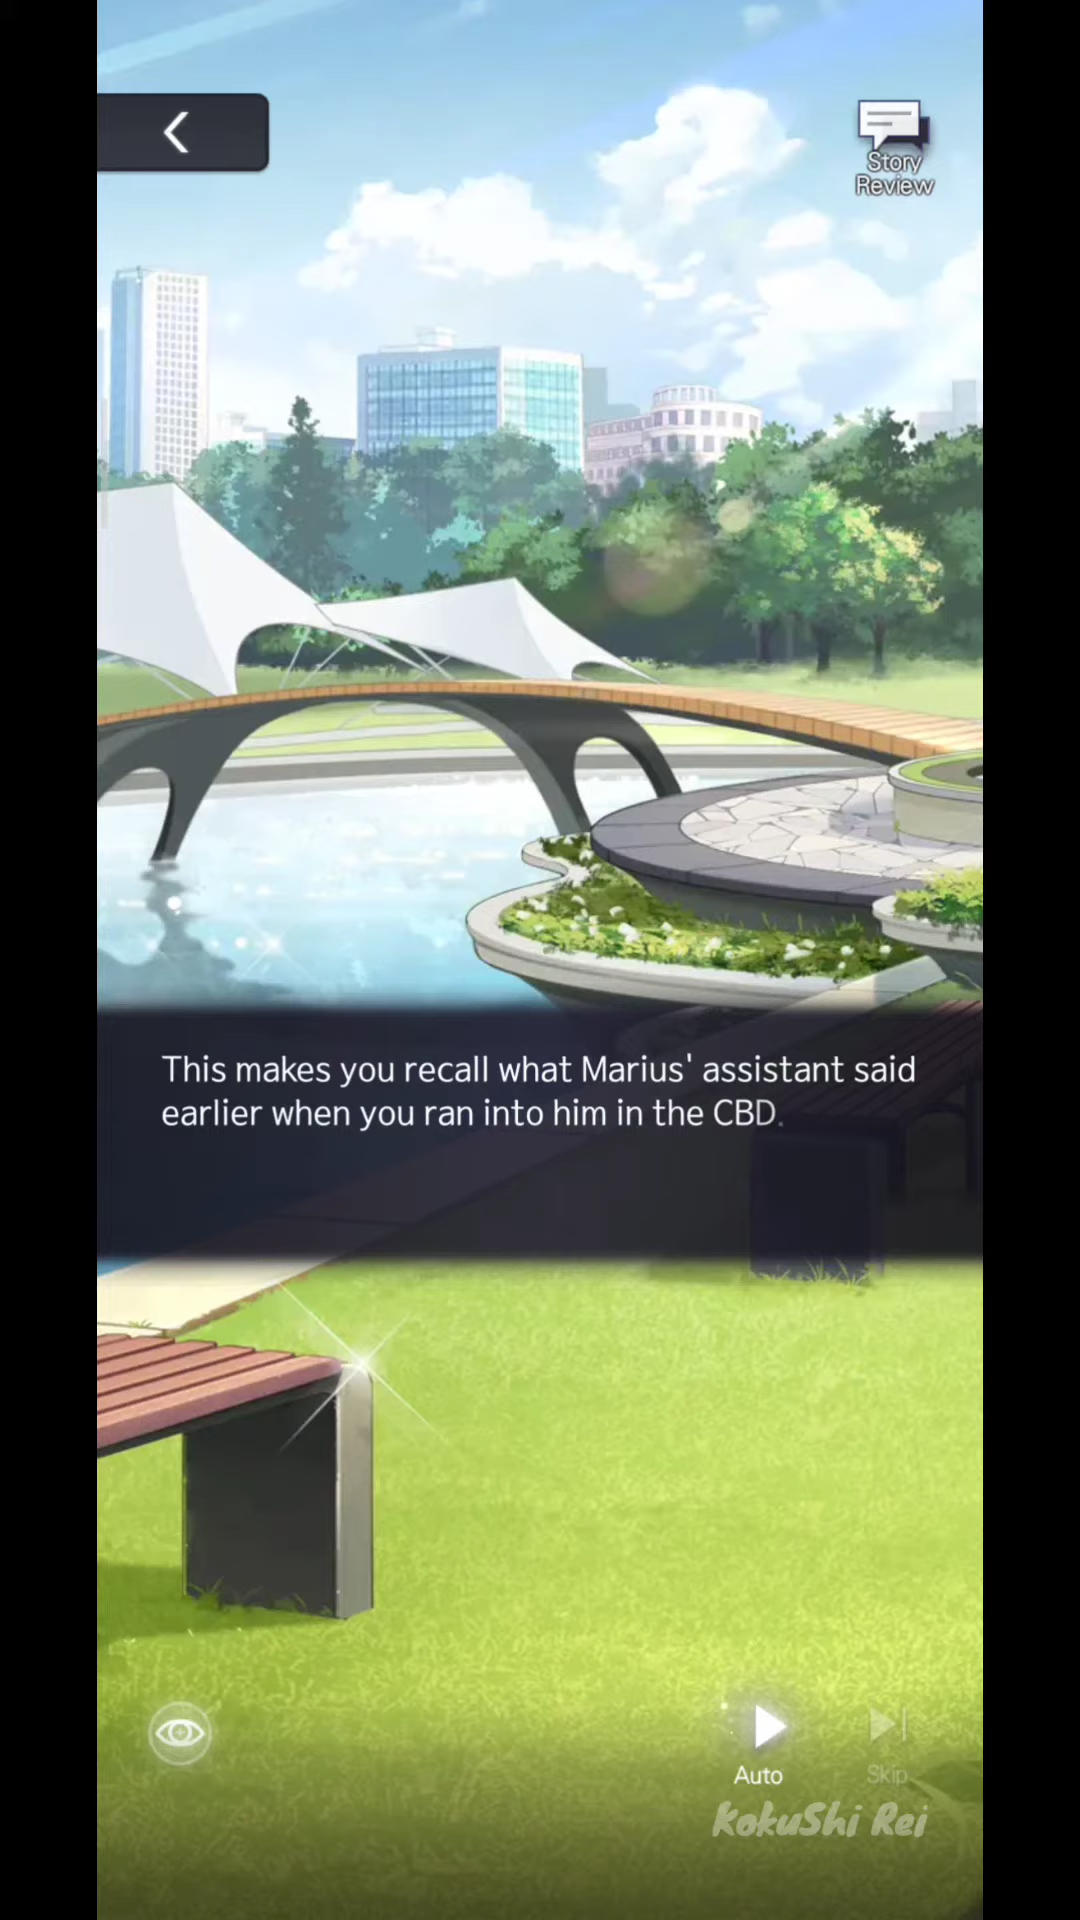 Story
Review
This makes you recall what Marius' assistant said
earlier when you ran into him in the CBD.
Auto
Skip
KokuShi Rei